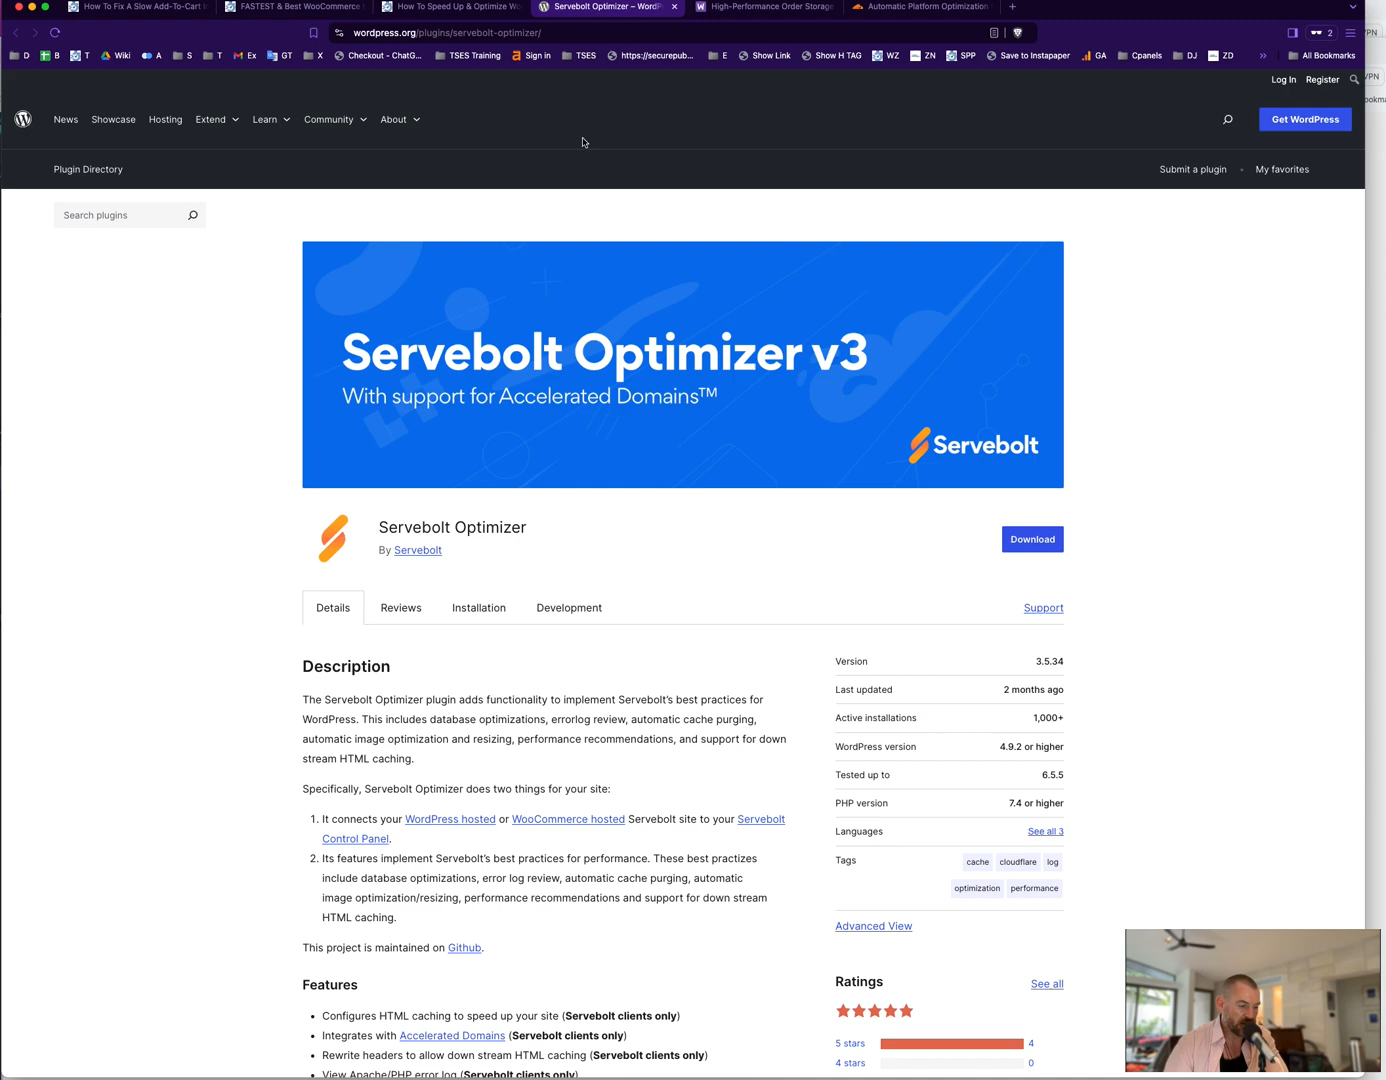 How To Fix A Slow Add-To-Cart I
FASTEST & Best WooCommerce
How To Speed Up & Optimize Wo
Servebolt Optimizer – WordP
High-Performance Order Storage
Automatic Platform Optimization
wordpress.org/plugins/servebolt-optimizer/
2
D
B
T
Wiki
A
S
T
Ex
GT
X
Checkout - ChatG...
TSES Training
Sign in
TSES
https://securepub...
E
Show Link
Show H TAG
WZ
ZN
SPP
Save to Instapaper
GA
Cpanels
DJ
ZD
»
All Bookmarks
Log In
Register
News
Showcase
Hosting
Extend
Learn
Community
About
Get WordPress
Plugin Directory
Submit a plugin
My favorites
Search plugins
Servebolt Optimizer v3
With support for Accelerated Domains™
Servebolt
Servebolt Optimizer
By Servebolt
Download
Details
Reviews
Installation
Development
Support
Description
The Servebolt Optimizer plugin adds functionality to implement Servebolt's best practices for
WordPress. This includes database optimizations, errorlog review, automatic cache purging,
automatic image optimization and resizing, performance recommendations, and support for down
stream HTML caching.
Specifically, Servebolt Optimizer does two things for your site:
1. It connects your WordPress hosted or WooCommerce hosted Servebolt site to your Servebolt
Control Panel.
2. Its features implement Servebolt's best practices for performance. These best practizes
include database optimizations, error log review, automatic cache purging, automatic
image optimization/resizing, performance recommendations and support for down stream
HTML caching.
This project is maintained on Github.
Features
• Configures HTML caching to speed up your site (Servebolt clients only)
• Integrates with Accelerated Domains (Servebolt clients only)
• Rewrite headers to allow down stream HTML caching (Servebolt clients only)
• View Apache/PHP error log (Servebolt clients only)
Version 3.5.34
Last updated 2 months ago
Active installations 1,000+
WordPress version 4.9.2 or higher
Tested up to 6.5.5
PHP version 7.4 or higher
Languages See all 3
Tags cache cloudflare log
optimization performance
Advanced View
Ratings See all
5 stars 4
4 stars 0